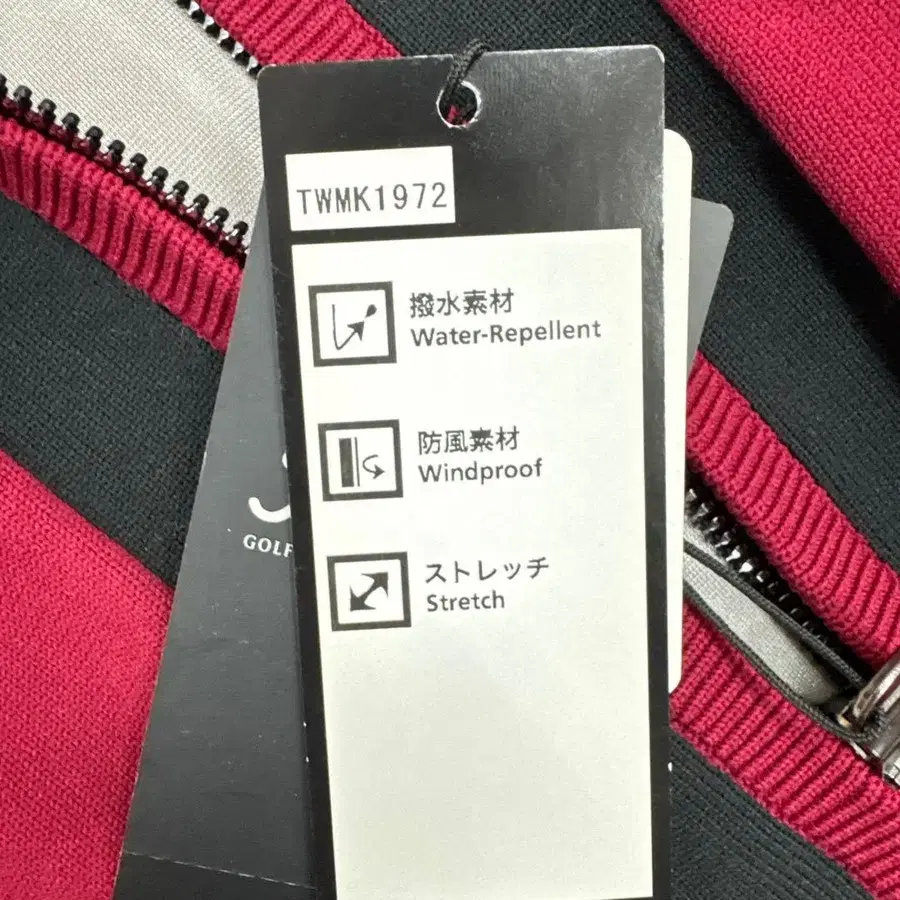 TWMK1972
撥水素材
Water-Repellent
防風素材
Windproof
ストレッチ
Stretch
GOLF